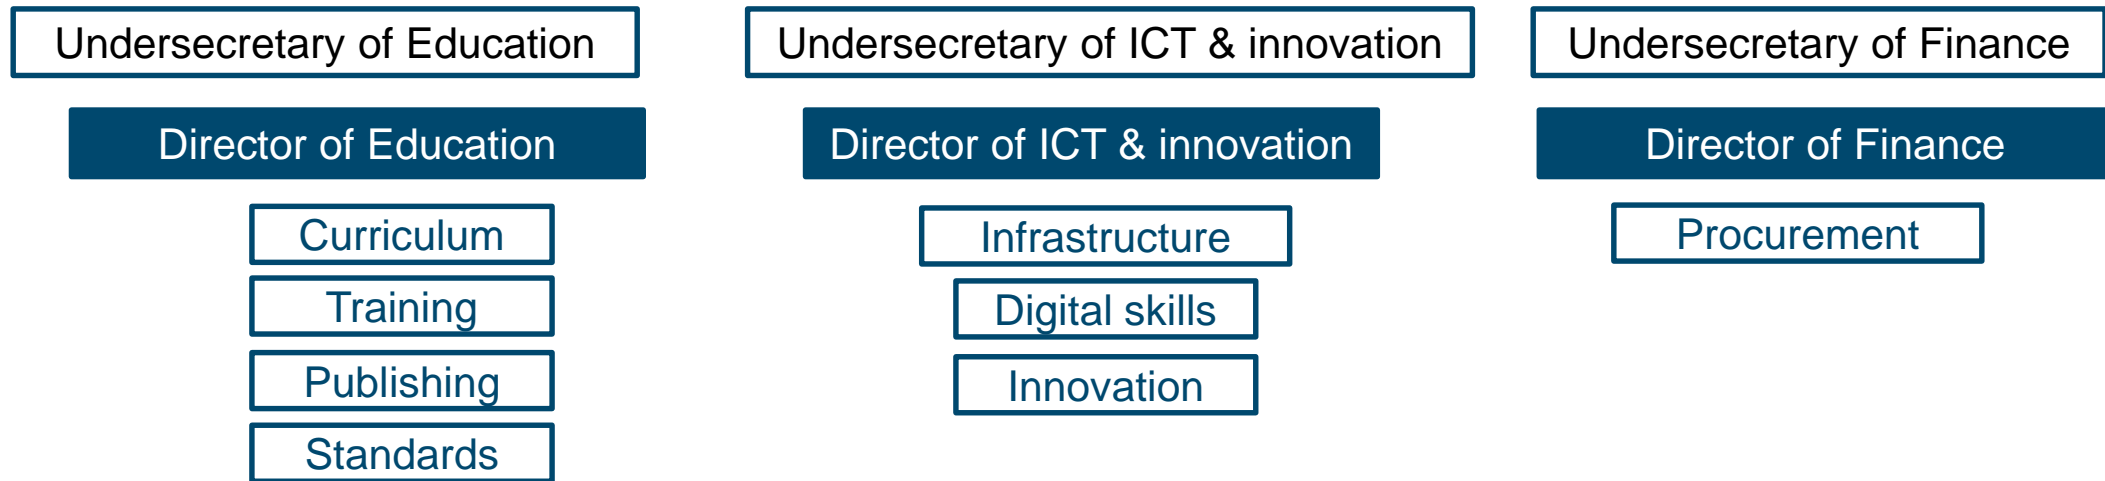 Undersecretary of Education
Director of Education
Curriculum
Training
Publishing
Standards
Undersecretary of ICT & innovation
Director of ICT & innovation
Infrastructure
Digital skills
Innovation
Undersecretary of Finance
Director of Finance
Procurement